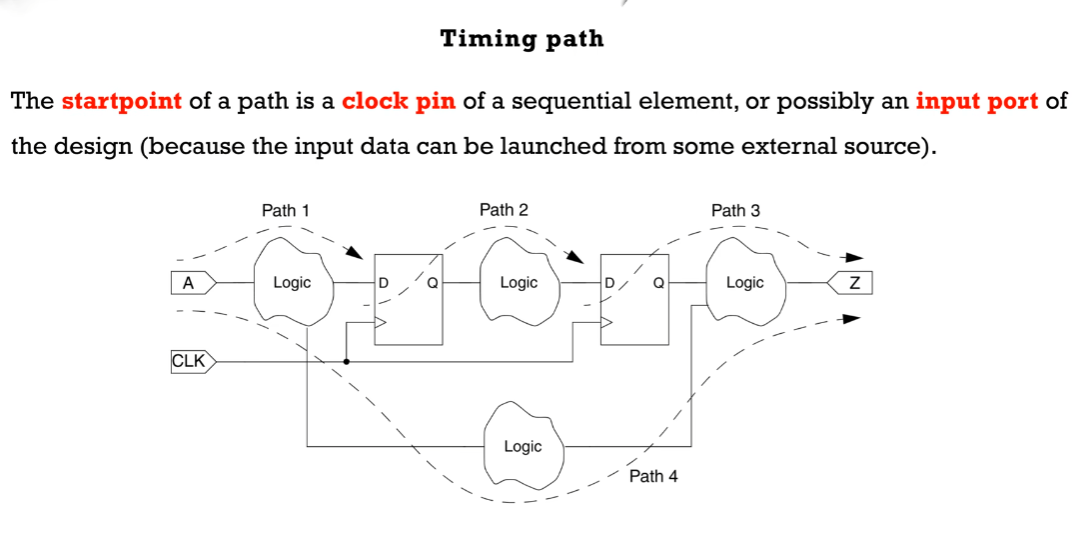 Timing path
The startpoint of a path is a clock pin of a sequential element, or possibly an input port of
the design (because the input data can be launched from some external source).
Path 1
Path 2
Path 3
A
Logic
D
Q
Logic
D
Q
Logic
Z
CLK
Logic
Path 4